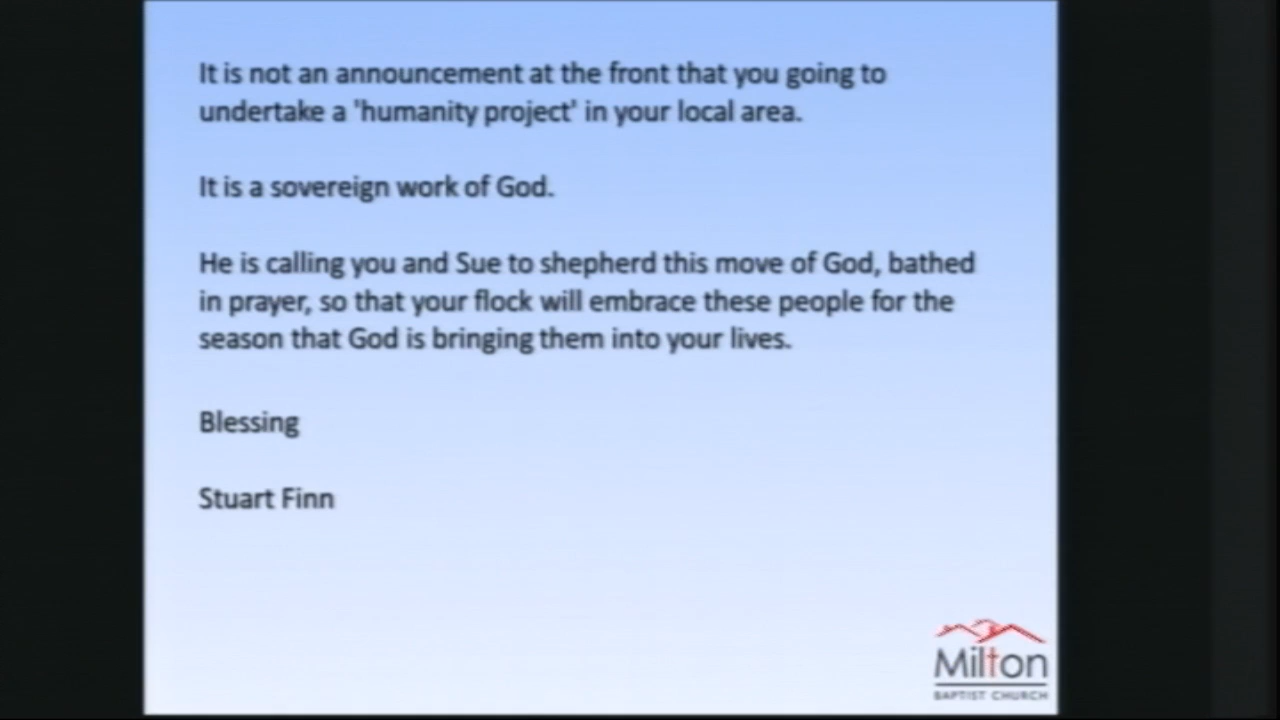 It is not an announcement at the front that you going to
undertake a 'humanity project' in your local area.
It is a sovereign work of God.
He is calling you and Sue to shepherd this move of God, bathed
in prayer, so that your flock will embrace these people for the
season that God is bringing them into your lives.
Blessing
Stuart Finn
Milton
BAPTIST CHURCH